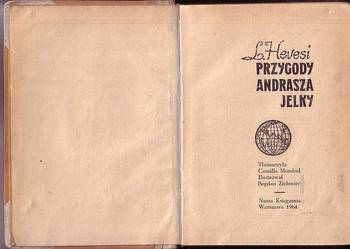 L. Hevesi
PRZYGODY
ANDRASZA
JELKY
Tłumaczyła
Camilla Mondral
Ilustrował
Bogdan Zieleniec
Nasza Księgarnia
Warszawa 1964